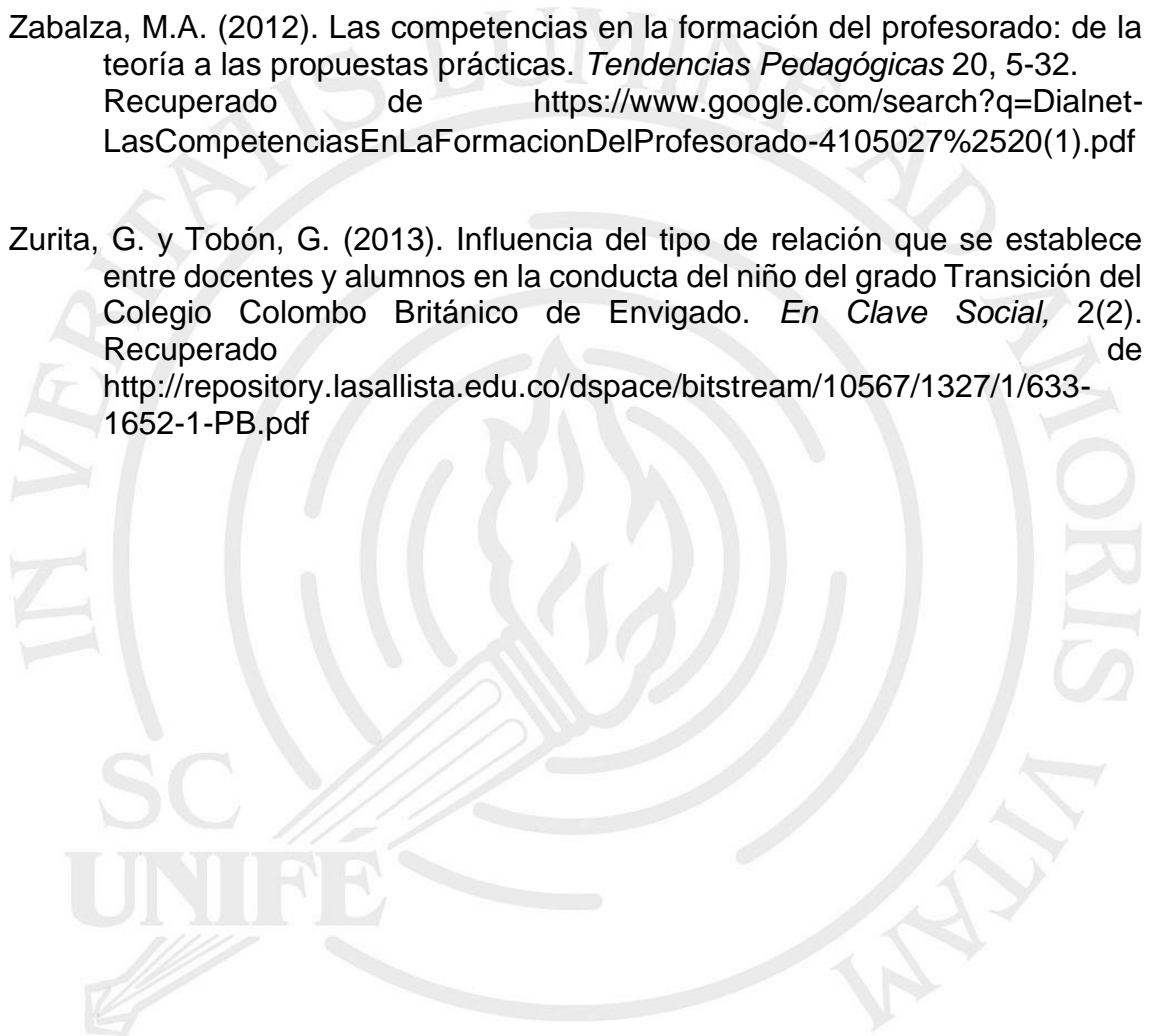 Zabalza, M.A. (2012). Las competencias en la formación del profesorado: de la
teoría a las propuestas prácticas. Tendencias Pedagógicas 20, 5-32.
Recuperado de https://www.google.com/search?q=Dialnet-
LasCompetenciasEnLaFormacionDelProfesorado-4105027%2520(1).pdf
Zurita, G. y Tobón, G. (2013). Influencia del tipo de relación que se establece
entre docentes y alumnos en la conducta del niño del grado Transición del
Colegio Colombo Británico de Envigado. En Clave Social, 2(2).
Recuperado de
http://repository.lasallista.edu.co/dspace/bitstream/10567/1327/1/633-
1652-1-PB.pdf
IN VERITATIS LUMINE AD AMORIS VITAM
SC
UNIFÉ